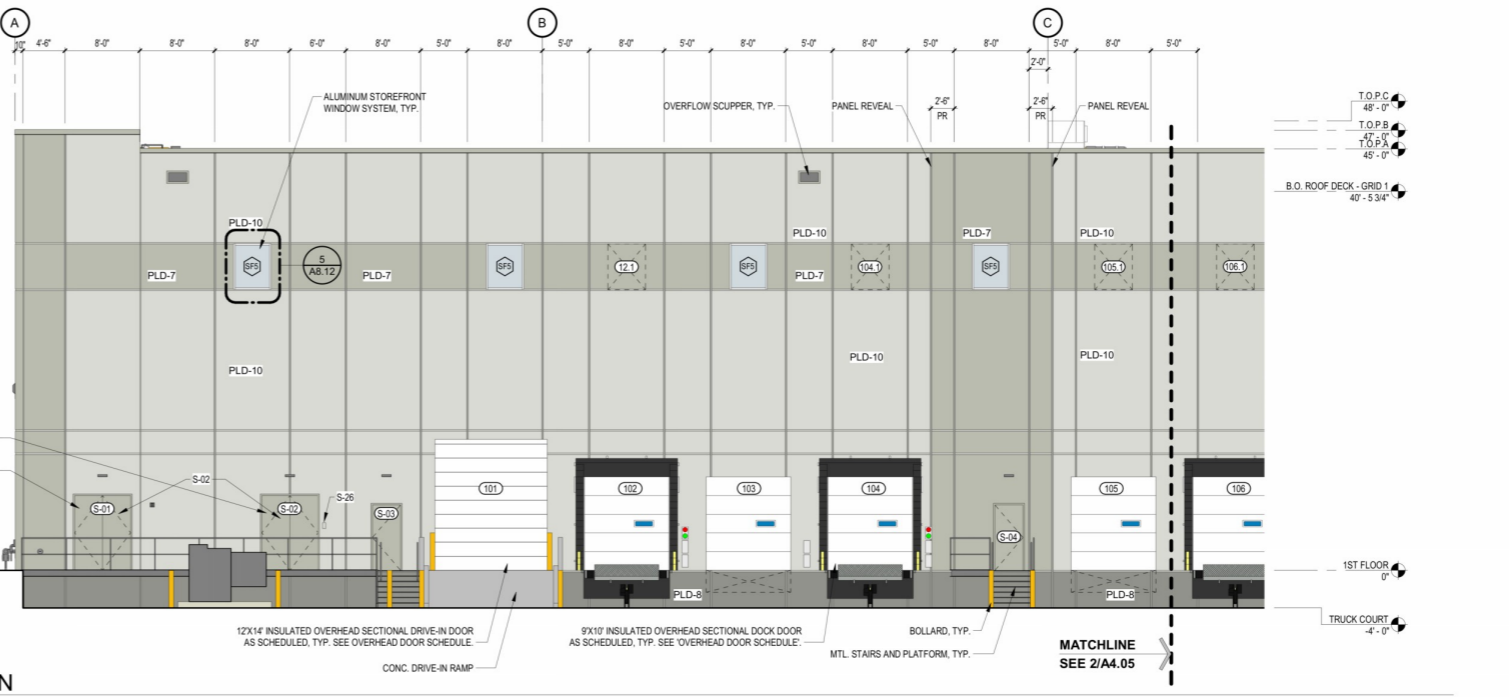 A
B
C
10"
4'-6"
8'-0"
8'-0"
8'-0"
6'-0"
8'-0"
5'-0"
8'-0"
5'-0"
8'-0"
5'-0"
8'-0"
5'-0"
8'-0"
5'-0"
8'-0"
5'-0"
8'-0"
5'-0"
2'-0"
2'-6"
PR
2'-6"
PR
ALUMINUM STOREFRONT
WINDOW SYSTEM, TYP.
OVERFLOW SCUPPER, TYP.
PANEL REVEAL
PANEL REVEAL
T.O.P.C
48' - 0"
T.O.P.B
47' - 0"
T.O.P.A
45' - 0"
B.O. ROOF DECK - GRID 1
40' - 5 3/4"
PLD-10
PLD-10
PLD-7
PLD-10
PLD-7
SF5
5
A8.12
PLD-7
SF5
12.1
SF5
PLD-7
104.1
SF5
105.1
106.1
PLD-10
PLD-10
PLD-10
S-01
S-02
S-02
S-26
S-03
101
102
103
104
S-04
105
106
PLD-8
PLD-8
1ST FLOOR
0"
TRUCK COURT
-4' - 0"
12'X14' INSULATED OVERHEAD SECTIONAL DRIVE-IN DOOR
AS SCHEDULED, TYP. SEE OVERHEAD DOOR SCHEDULE.
CONC. DRIVE-IN RAMP
9'X10' INSULATED OVERHEAD SECTIONAL DOCK DOOR
AS SCHEDULED, TYP. SEE 'OVERHEAD DOOR SCHEDULE'.
BOLLARD, TYP.
MTL. STAIRS AND PLATFORM, TYP.
MATCHLINE
SEE 2/A4.05
N